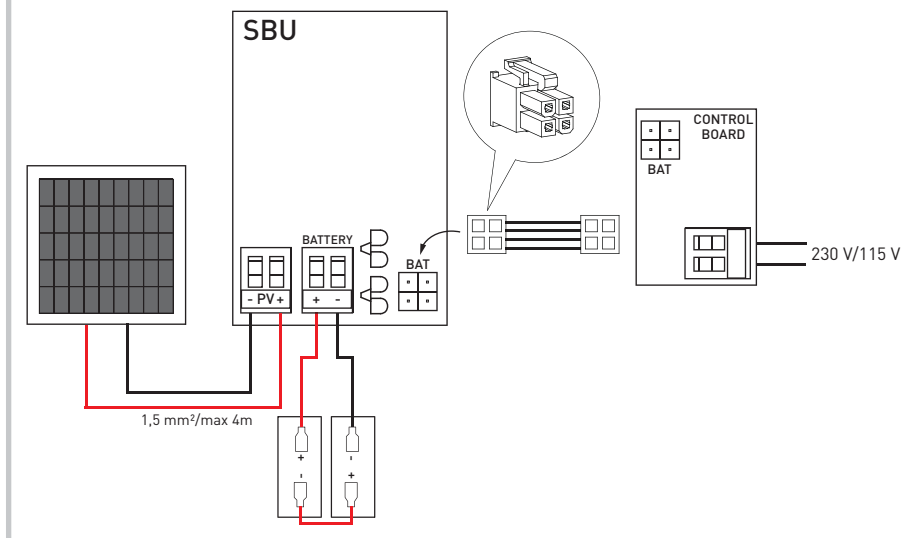 SBU
CONTROL
BOARD
BAT
BATTERY
BAT
230 V/115 V
- PV +
+ -
1,5 mm²/max 4m
+ -
- +